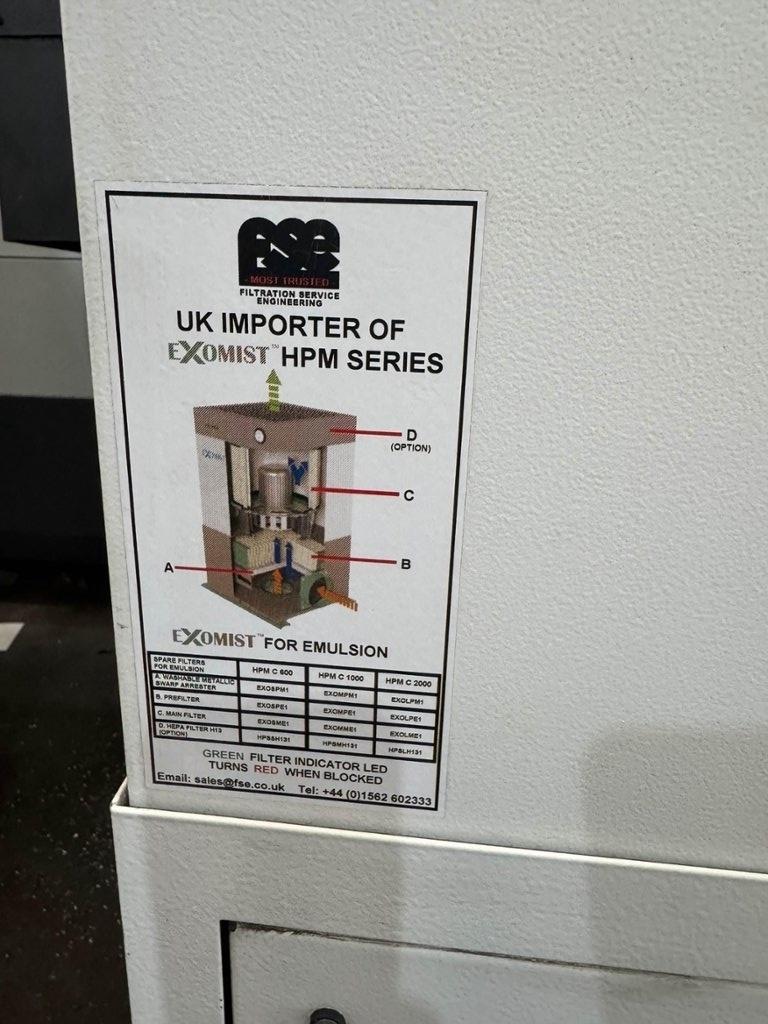 fse
- MOST TRUSTED -
FILTRATION SERVICE
ENGINEERING
UK IMPORTER OF
EXOMIST™ HPM SERIES
D
(OPTION)
C
B
A
EXOMIST™ FOR EMULSION
SPARE FILTERS FOR EMULSION HPM C 600 HPM C 1000 HPM C 2000
A. WASHABLE METALLIC SWARF ARRESTER EXOSPM1 EXOMPM1 EXOLPM1
B. PREFILTER EXOSPE1 EXOMPE1 EXOLPE1
C. MAIN FILTER EXOSME1 EXOMME1 EXOLME1
D. HEPA FILTER H13 (OPTION) HPSSH131 HPSMH131 HPSLH131
GREEN FILTER INDICATOR LED
TURNS RED WHEN BLOCKED
Email: sales@fse.co.uk Tel: +44 (0)1562 602333